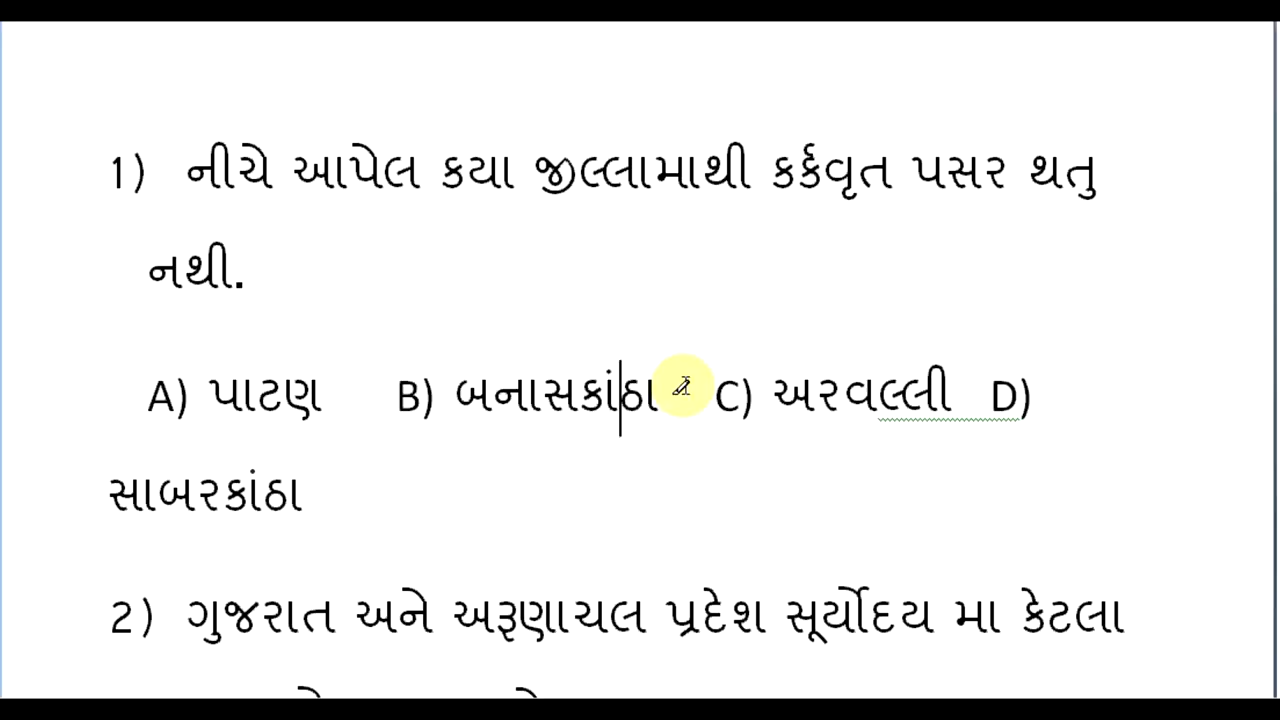 1) નીચે આપેલ કયા જીલ્લામાથી કર્કવૃત પસર થતુ
નથી.
A) પાટણ B) બનાસકાંઠા C) અરવલ્લી D)
સાબરકાંઠા
2) ગુજરાત અને અરૂણાચલ પ્રદેશ સૂર્યોદય મા કેટલા